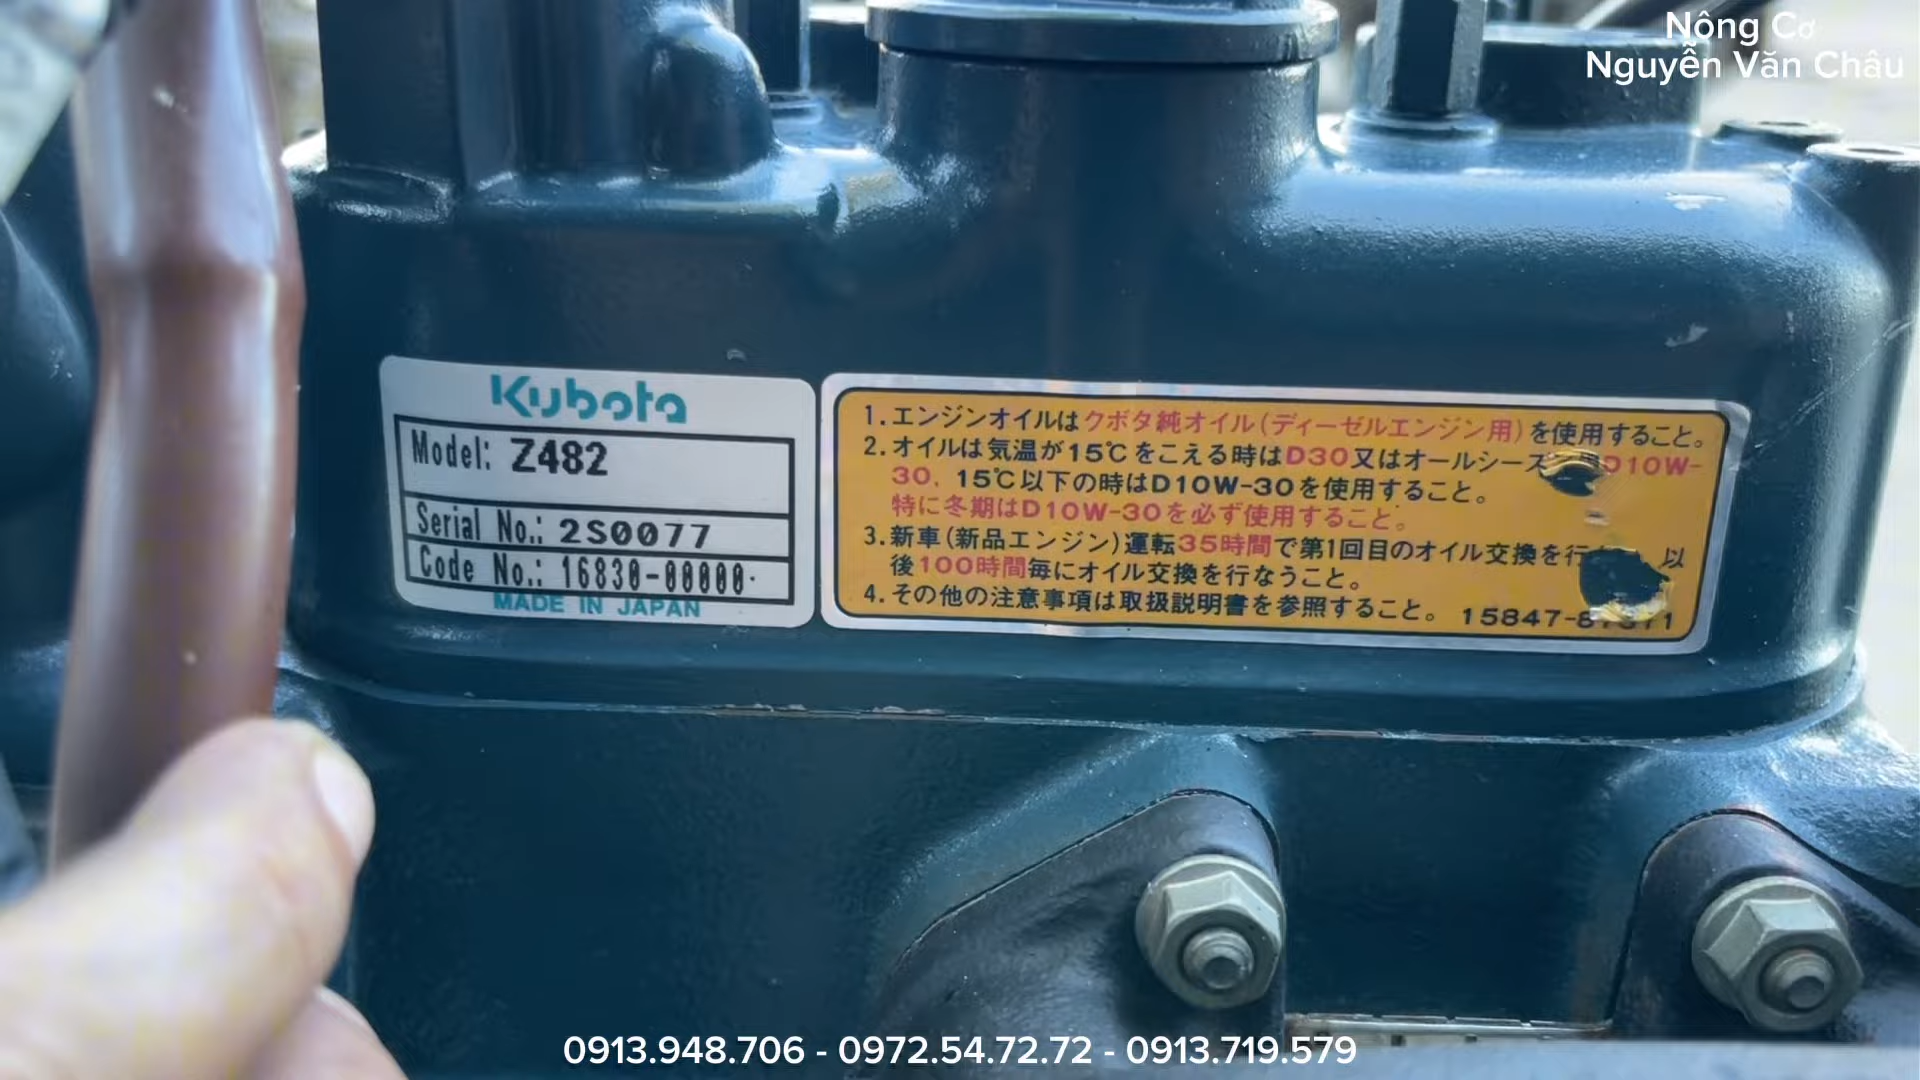 Nông Cơ
Nguyễn Văn Châu
Kubota
Model: Z482
Serial No.: 2S0077
Code No.: 16830-00000
MADE IN JAPAN
1.エンジンオイルはクボタ純オイル(ディーゼルエンジン用)を使用すること。
2.オイルは気温が15℃をこえる時はD30又はオールシーズ D10W-
30、15℃以下の時はD10W-30を使用すること。
特に冬期はD10W-30を必ず使用すること。
3.新車(新品エンジン)運転35時間で第1回目のオイル交換を行 以
後100時間毎にオイル交換を行なうこと。
4.その他の注意事項は取扱説明書を参照すること。
0913.948.706 - 0972.54.72.72 - 0913.719.579